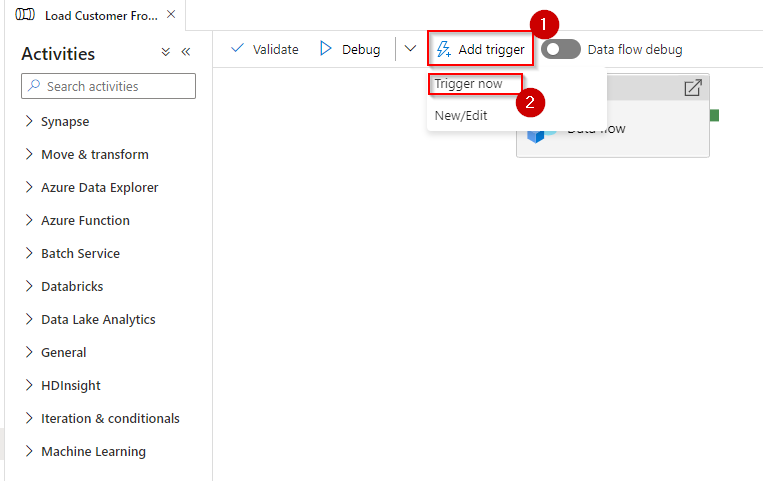 Load Customer Fro...
Activities
Search activities
Synapse
Move & transform
Azure Data Explorer
Azure Function
Batch Service
Databricks
Data Lake Analytics
General
HDInsight
Iteration & conditionals
Machine Learning
Validate
Debug
Add trigger
1
Data flow debug
Trigger now
2
New/Edit
Data flow